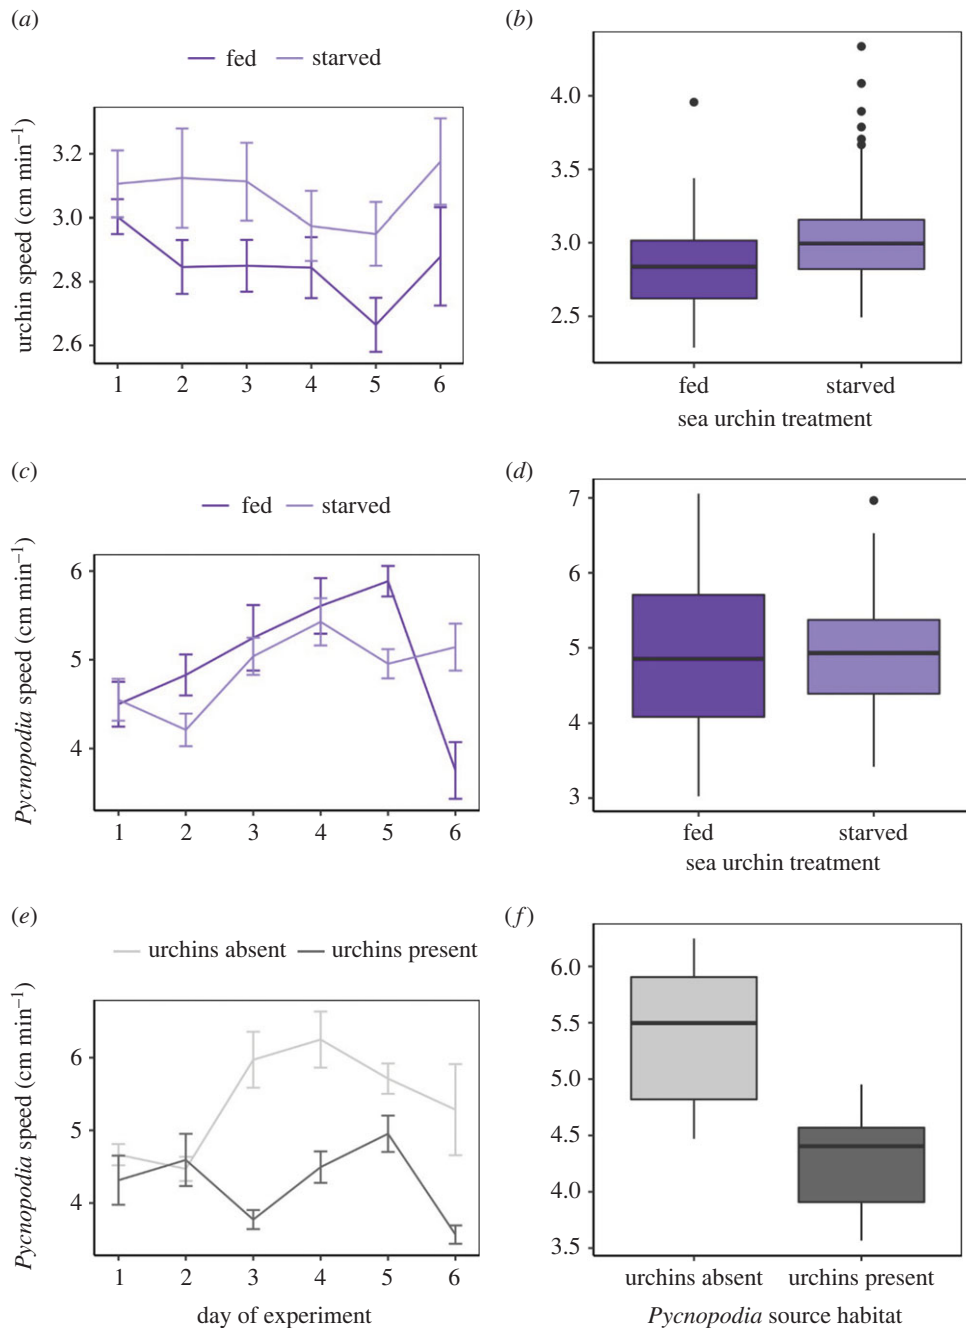 (a)
fed starved
urchin speed (cm min⁻¹)
3.2
3.0
2.8
2.6
1 2 3 4 5 6
(b)
4.0
3.5
3.0
2.5
fed starved
sea urchin treatment
(c)
fed starved
Pycnopodia speed (cm min⁻¹)
6
5
4
1 2 3 4 5 6
(d)
7
6
5
4
3
fed starved
sea urchin treatment
(e)
urchins absent urchins present
Pycnopodia speed (cm min⁻¹)
6
5
4
1 2 3 4 5 6
day of experiment
(f)
6.0
5.5
5.0
4.5
4.0
3.5
urchins absent urchins present
Pycnopodia source habitat